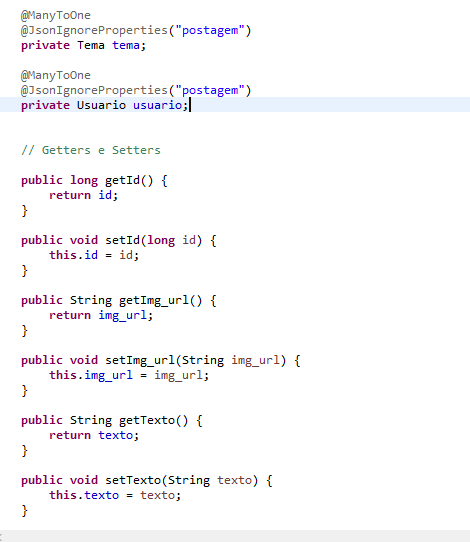 @ManyToOne
@JsonIgnoreProperties("postagem")
private Tema tema;
@ManyToOne
@JsonIgnoreProperties("postagem")
private Usuario usuario;
// Getters e Setters
public long getId() {
return id;
}
public void setId(long id) {
this.id = id;
}
public String getImg_url() {
return img_url;
}
public void setImg_url(String img_url) {
this.img_url = img_url;
}
public String getTexto() {
return texto;
}
public void setTexto(String texto) {
this.texto = texto;
}